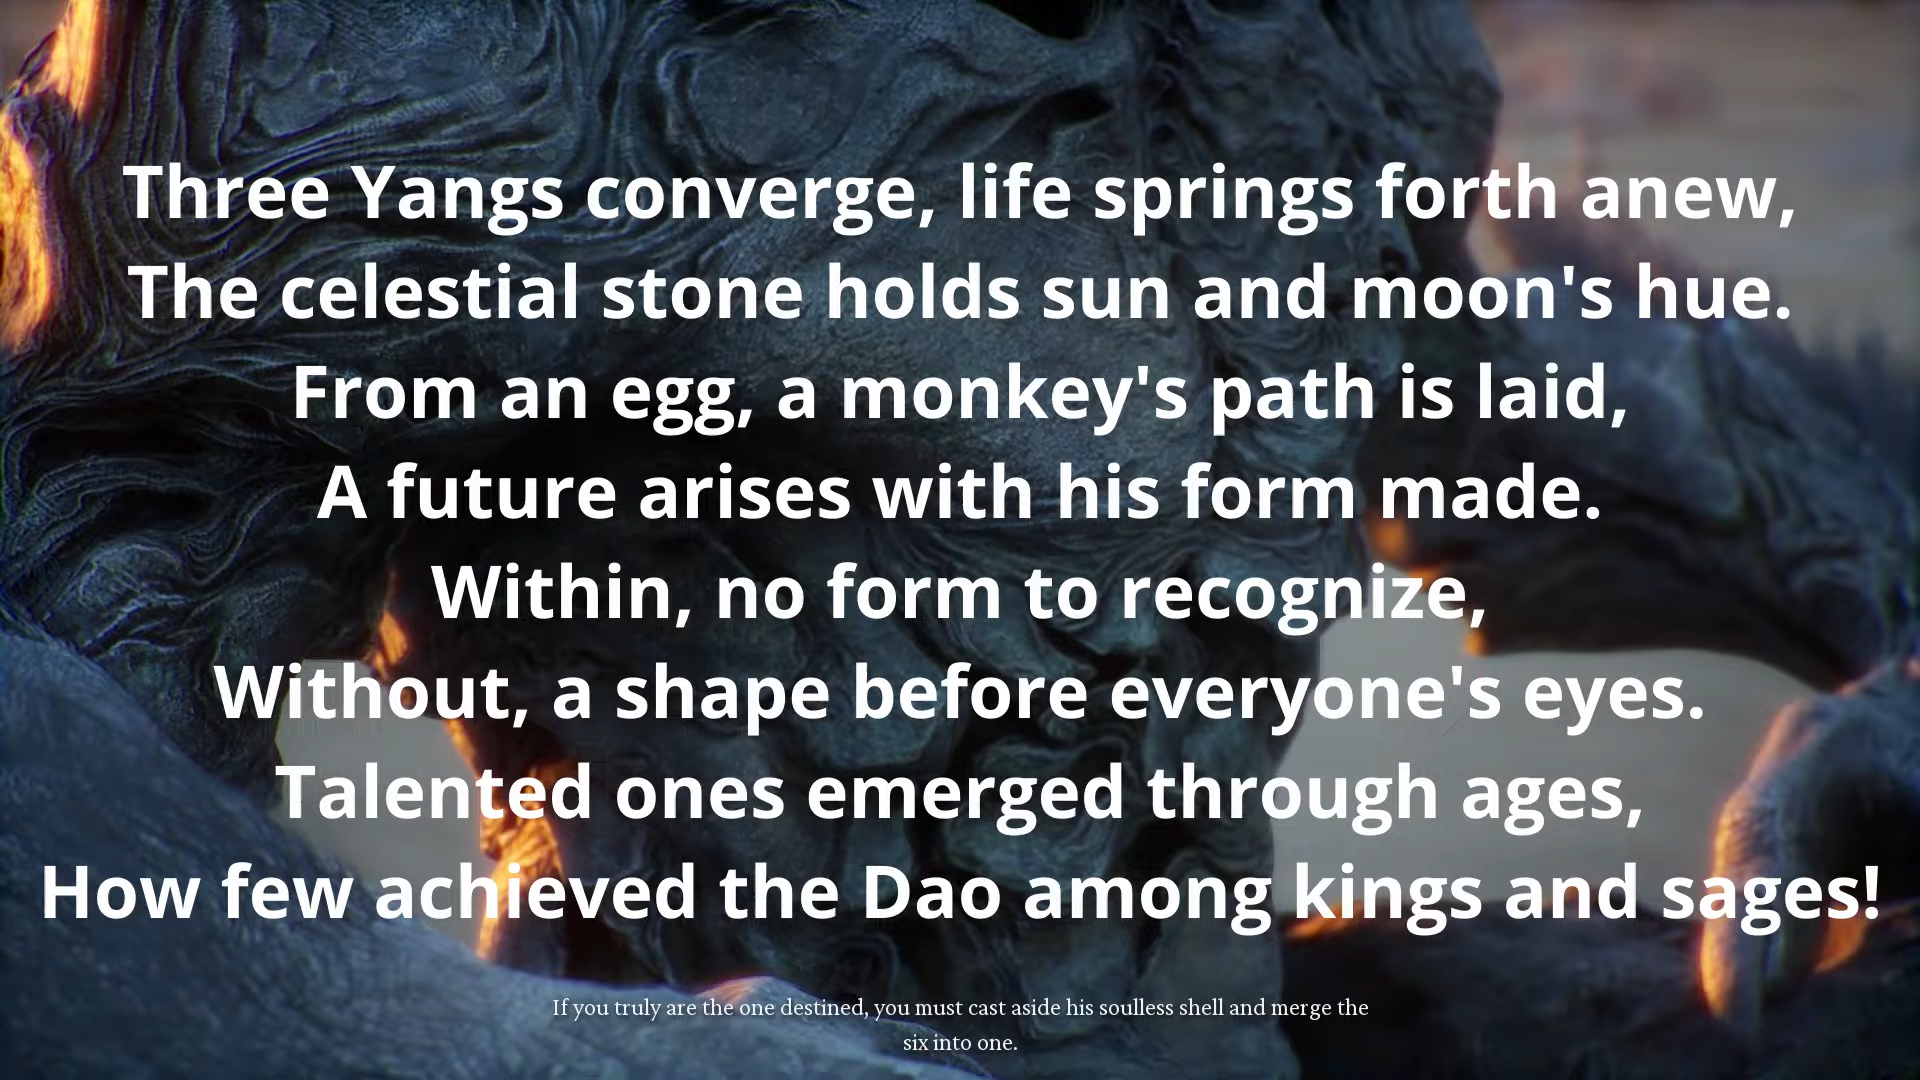 Three Yangs converge, life springs forth anew,
The celestial stone holds sun and moon's hue.
From an egg, a monkey's path is laid,
A future arises with his form made.
Within, no form to recognize,
Without, a shape before everyone's eyes.
Talented ones emerged through ages,
How few achieved the Dao among kings and sages!
If you truly are the one destined, you must cast aside his soulless shell and merge the
six into one.